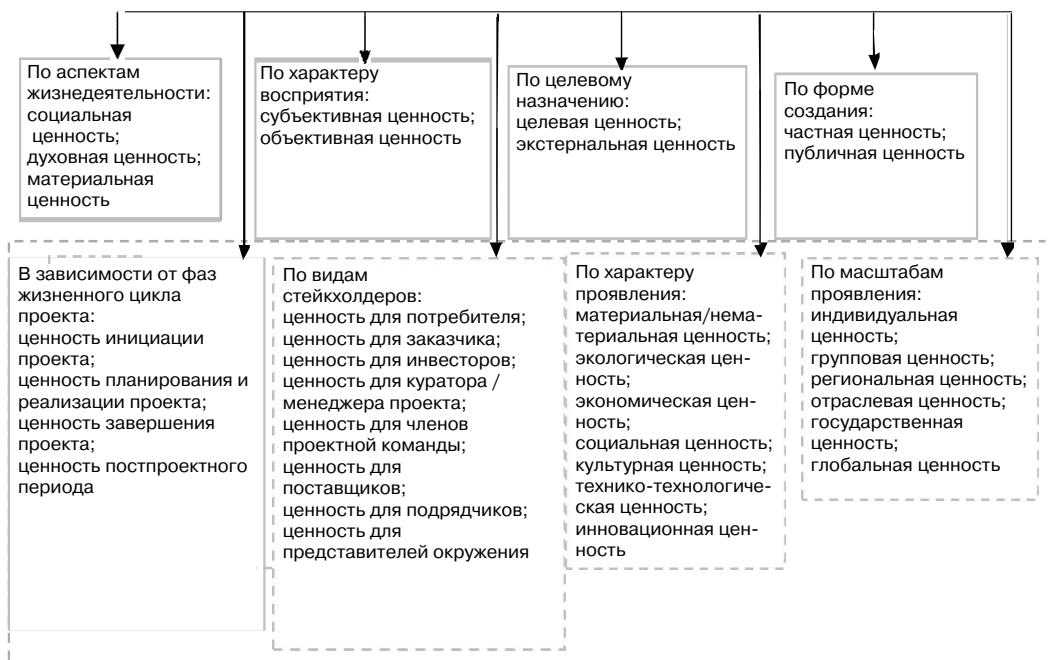 По аспектам
жизнедеятельности:
социальная
ценность;
духовная ценность;
материальная
ценность
По характеру
восприятия:
субъективная ценность;
объективная ценность
По целевому
назначению:
целевая ценность;
экстернальная ценность
По форме
создания:
частная ценность;
публичная ценность
В зависимости от фаз
жизненного цикла
проекта:
ценность инициации
проекта;
ценность планирования и
реализации проекта;
ценность завершения
проекта;
ценность постпроектного
периода
По видам
стейкхолдеров:
ценность для потребителя;
ценность для заказчика;
ценность для инвесторов;
ценность для куратора /
менеджера проекта;
ценность для членов
проектной команды;
ценность для
поставщиков;
ценность для подрядчиков;
ценность для
представителей окружения
По характеру
проявления:
материальная/нема-
териальная ценность;
экологическая цен-
ность;
экономическая цен-
ность;
социальная ценность;
культурная ценность;
технико-технологиче-
ская ценность;
инновационная цен-
ность
По масштабам
проявления:
индивидуальная
ценность;
групповая ценность;
региональная ценность;
отраслевая ценность;
государственная
ценность;
глобальная ценность